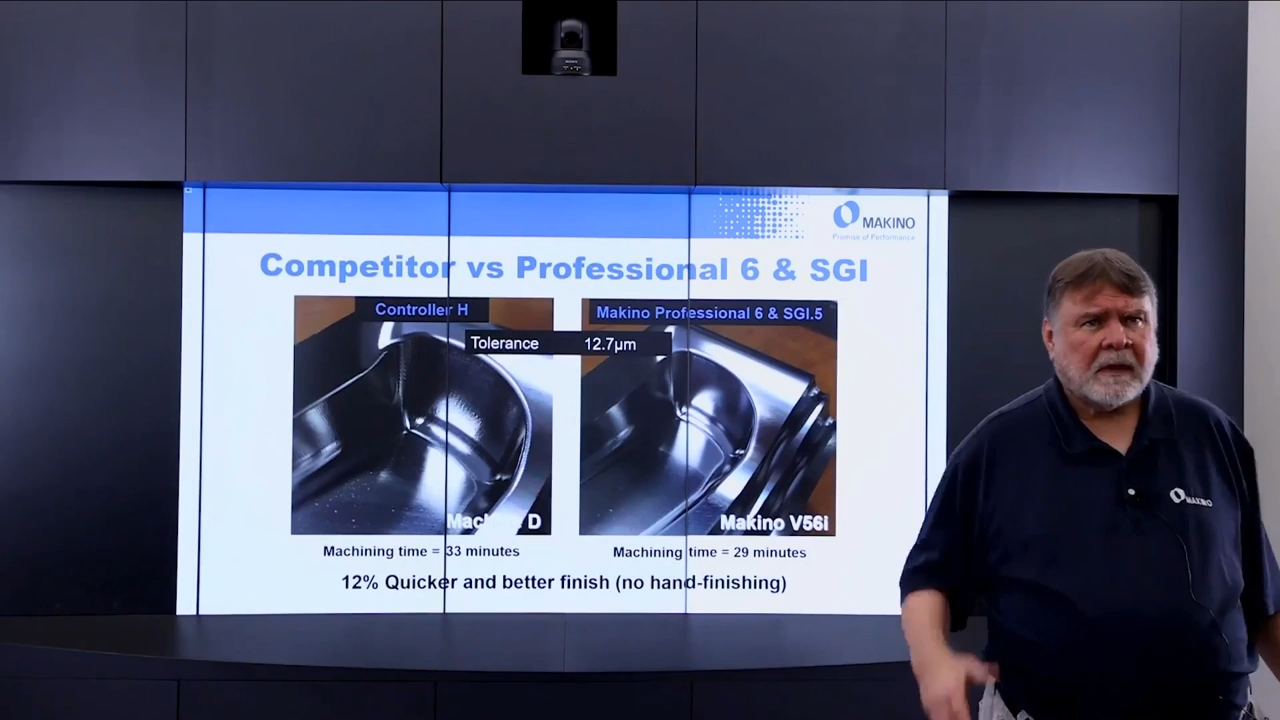 MAKINO
Promise of Performance
Competitor vs Professional 6 & SGI
Controller H
Makino Professional 6 & SGI.5
Tolerance 12.7µm
D
Makino V56i
Machining time = 33 minutes
Machining time = 29 minutes
12% Quicker and better finish (no hand-finishing)
MAKINO